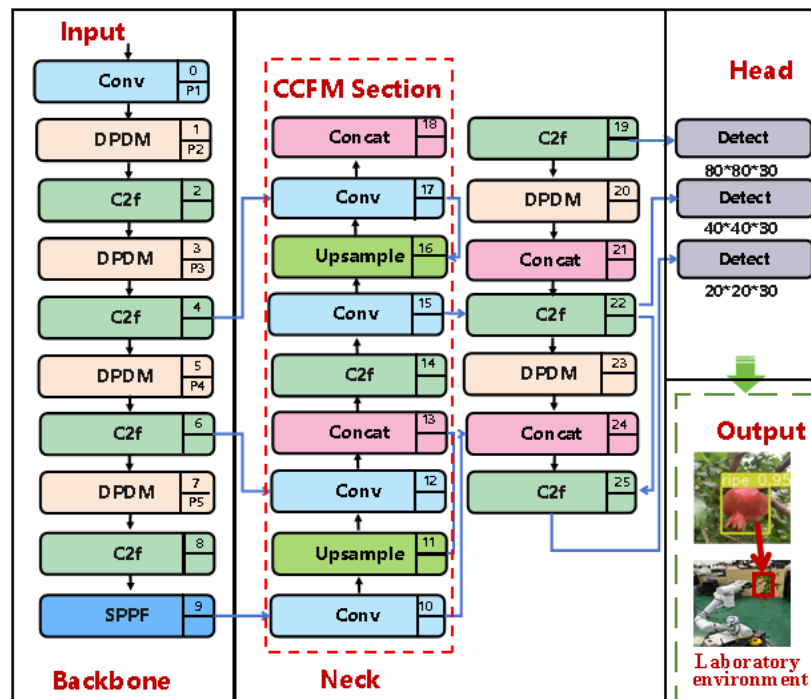 Input
Conv 0 P1
DPDM 1 P2
C2f 2
DPDM 3 P3
C2f 4
DPDM 5 P4
C2f 6
DPDM 7 P5
C2f 8
SPPF 9
Backbone
CCFM Section
Concat 18
Conv 17
Upsample 16
Conv 15
C2f 14
Concat 13
Conv 12
Upsample 11
Conv 10
Neck
C2f 19
DPDM 20
Concat 21
C2f 22
DPDM 23
Concat 24
C2f 25
Head
Detect
80*80*30
Detect
40*40*30
Detect
20*20*30
Output
ripe 0.95
Laboratory
environment